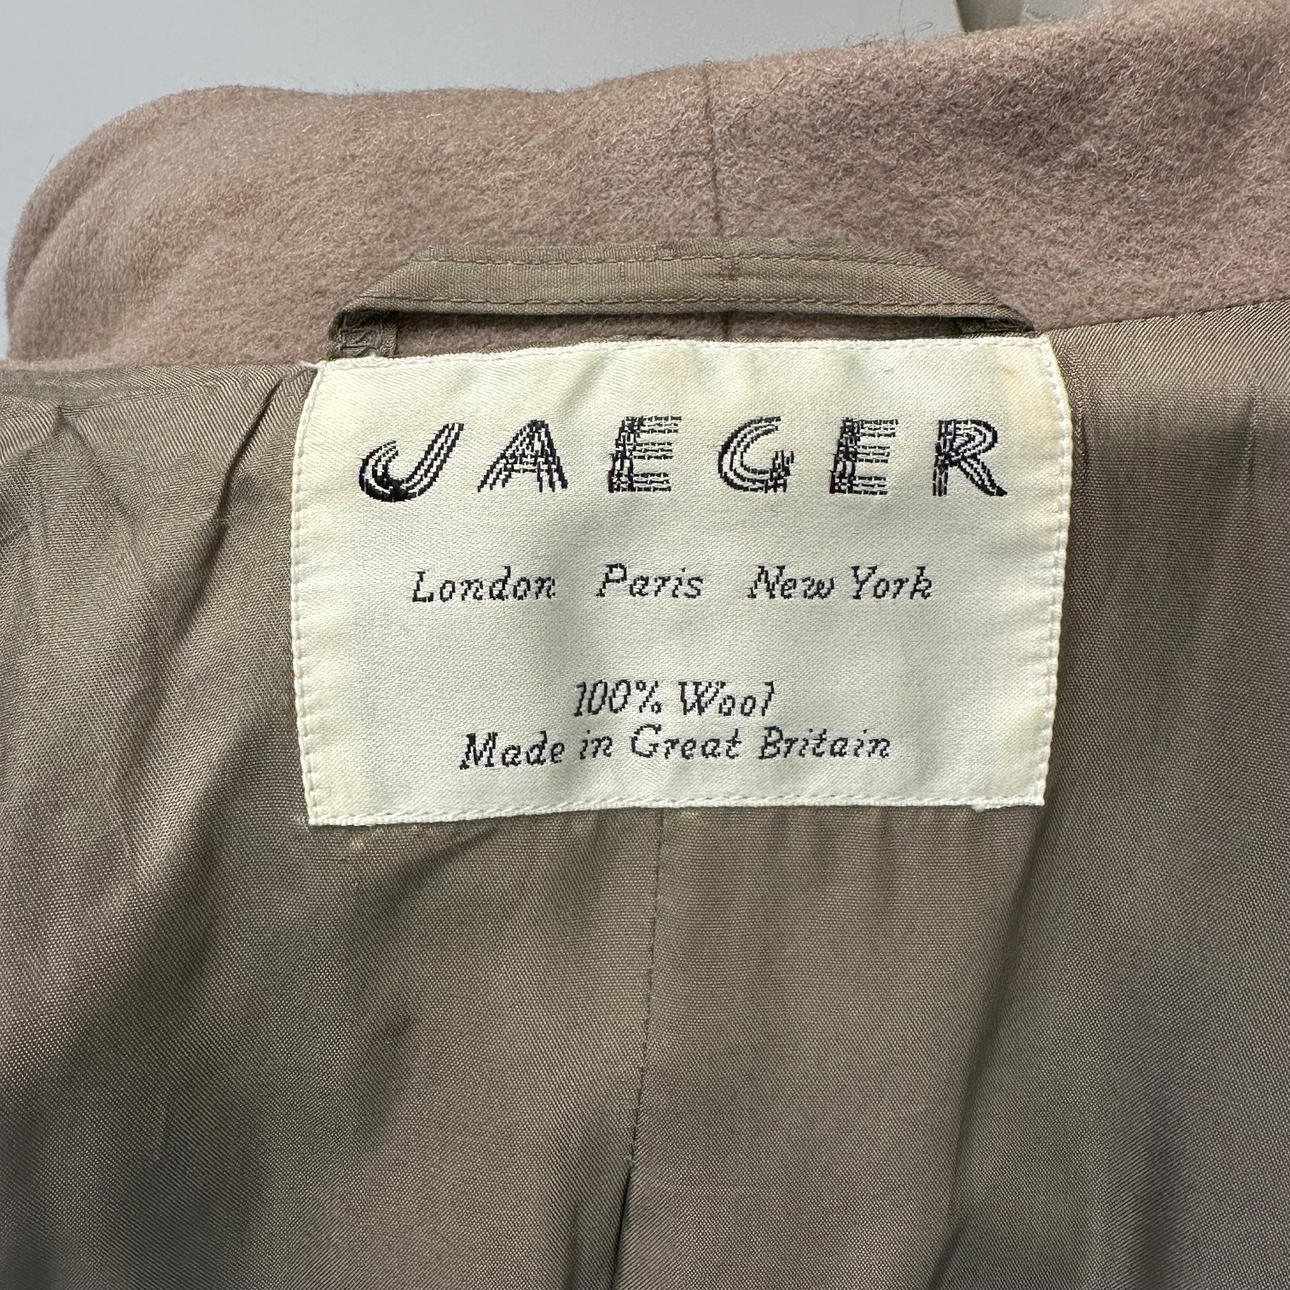 JAEGER
London Paris New York
100% Wool
Made in Great Britain